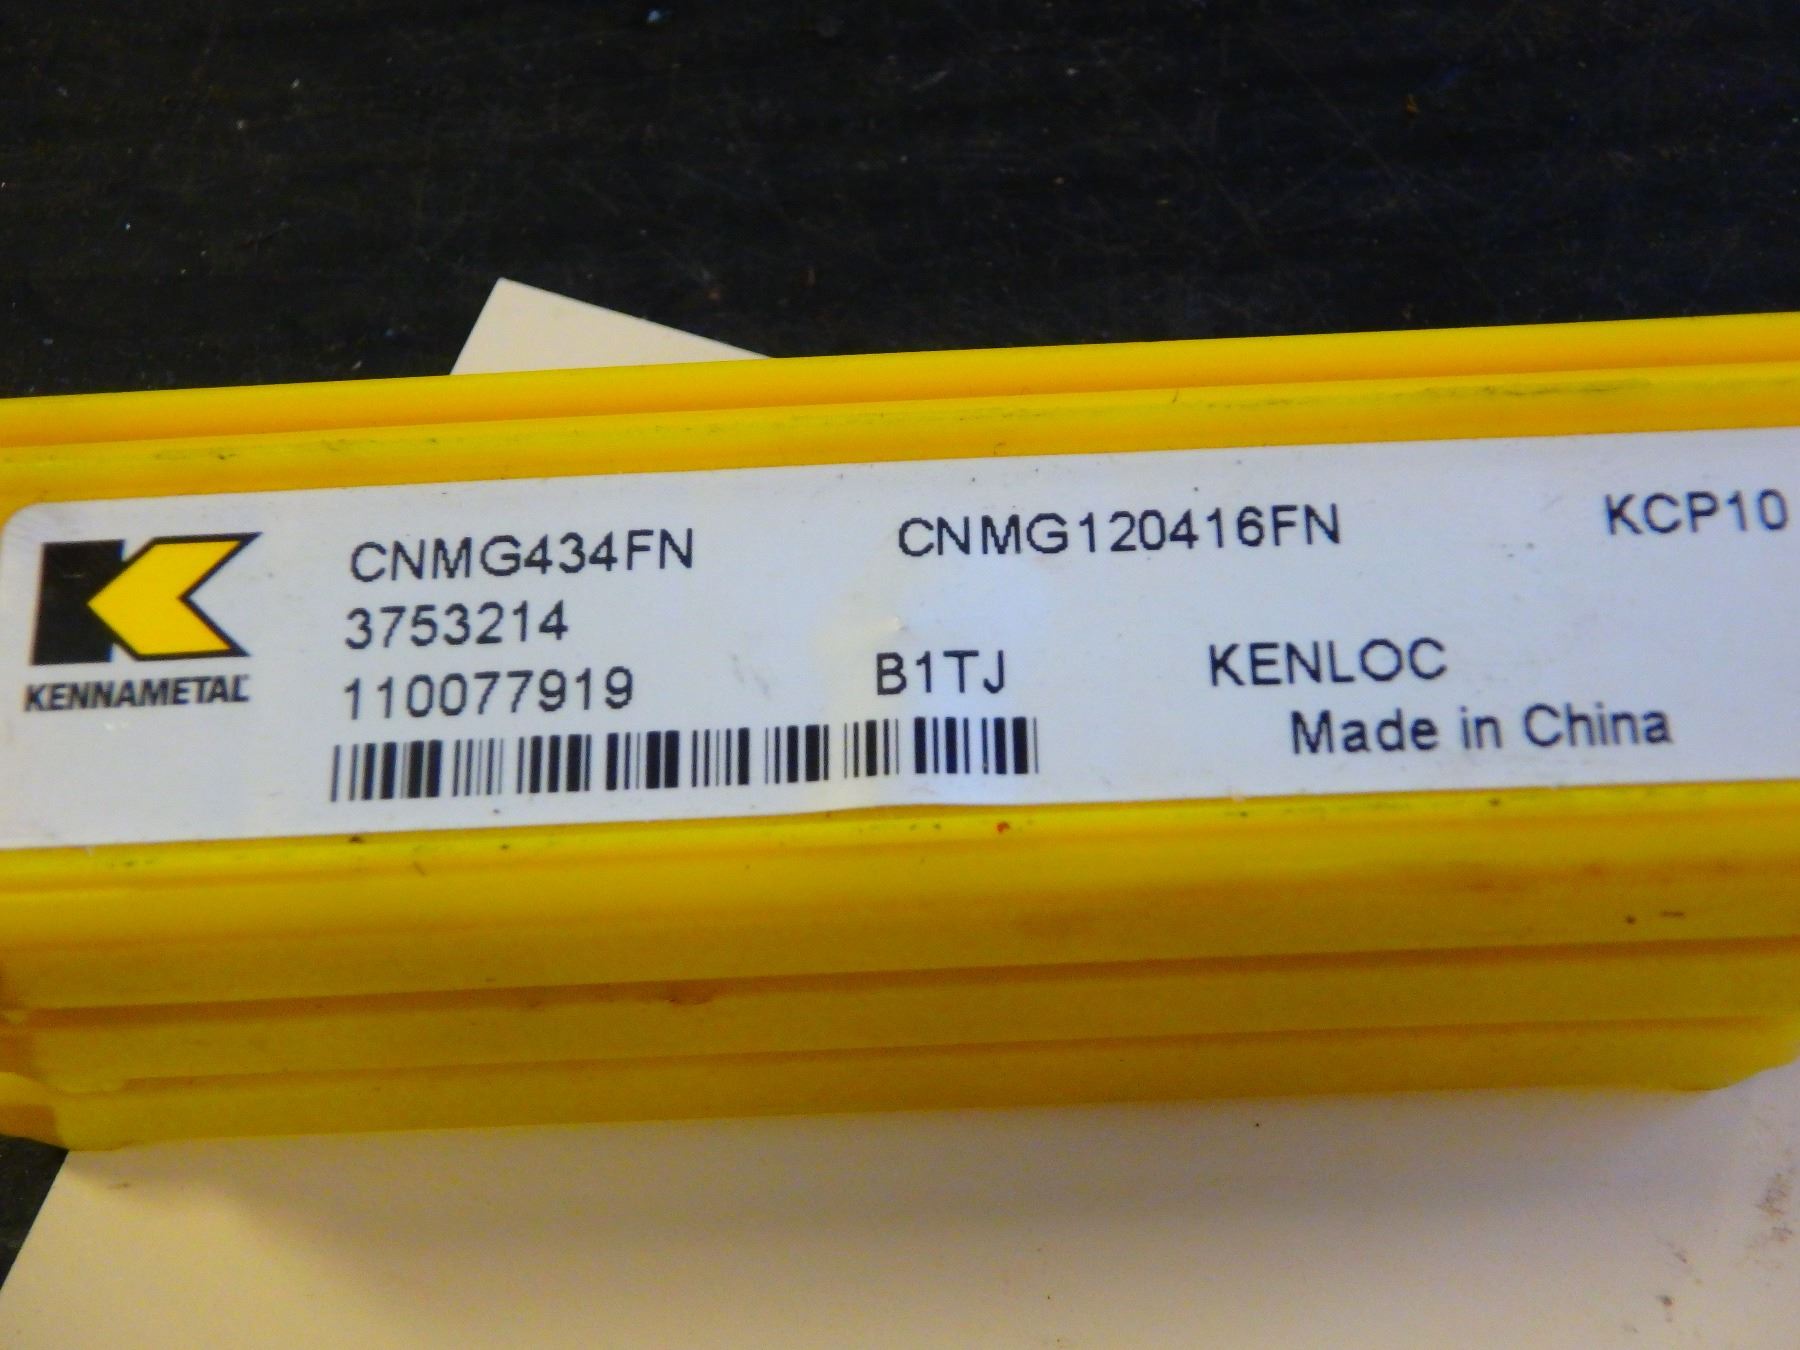 CNMG434FN CNMG120416FN KCP10
3753214
110077919 B1TJ KENLOC
KENNAMETAL
Made in China